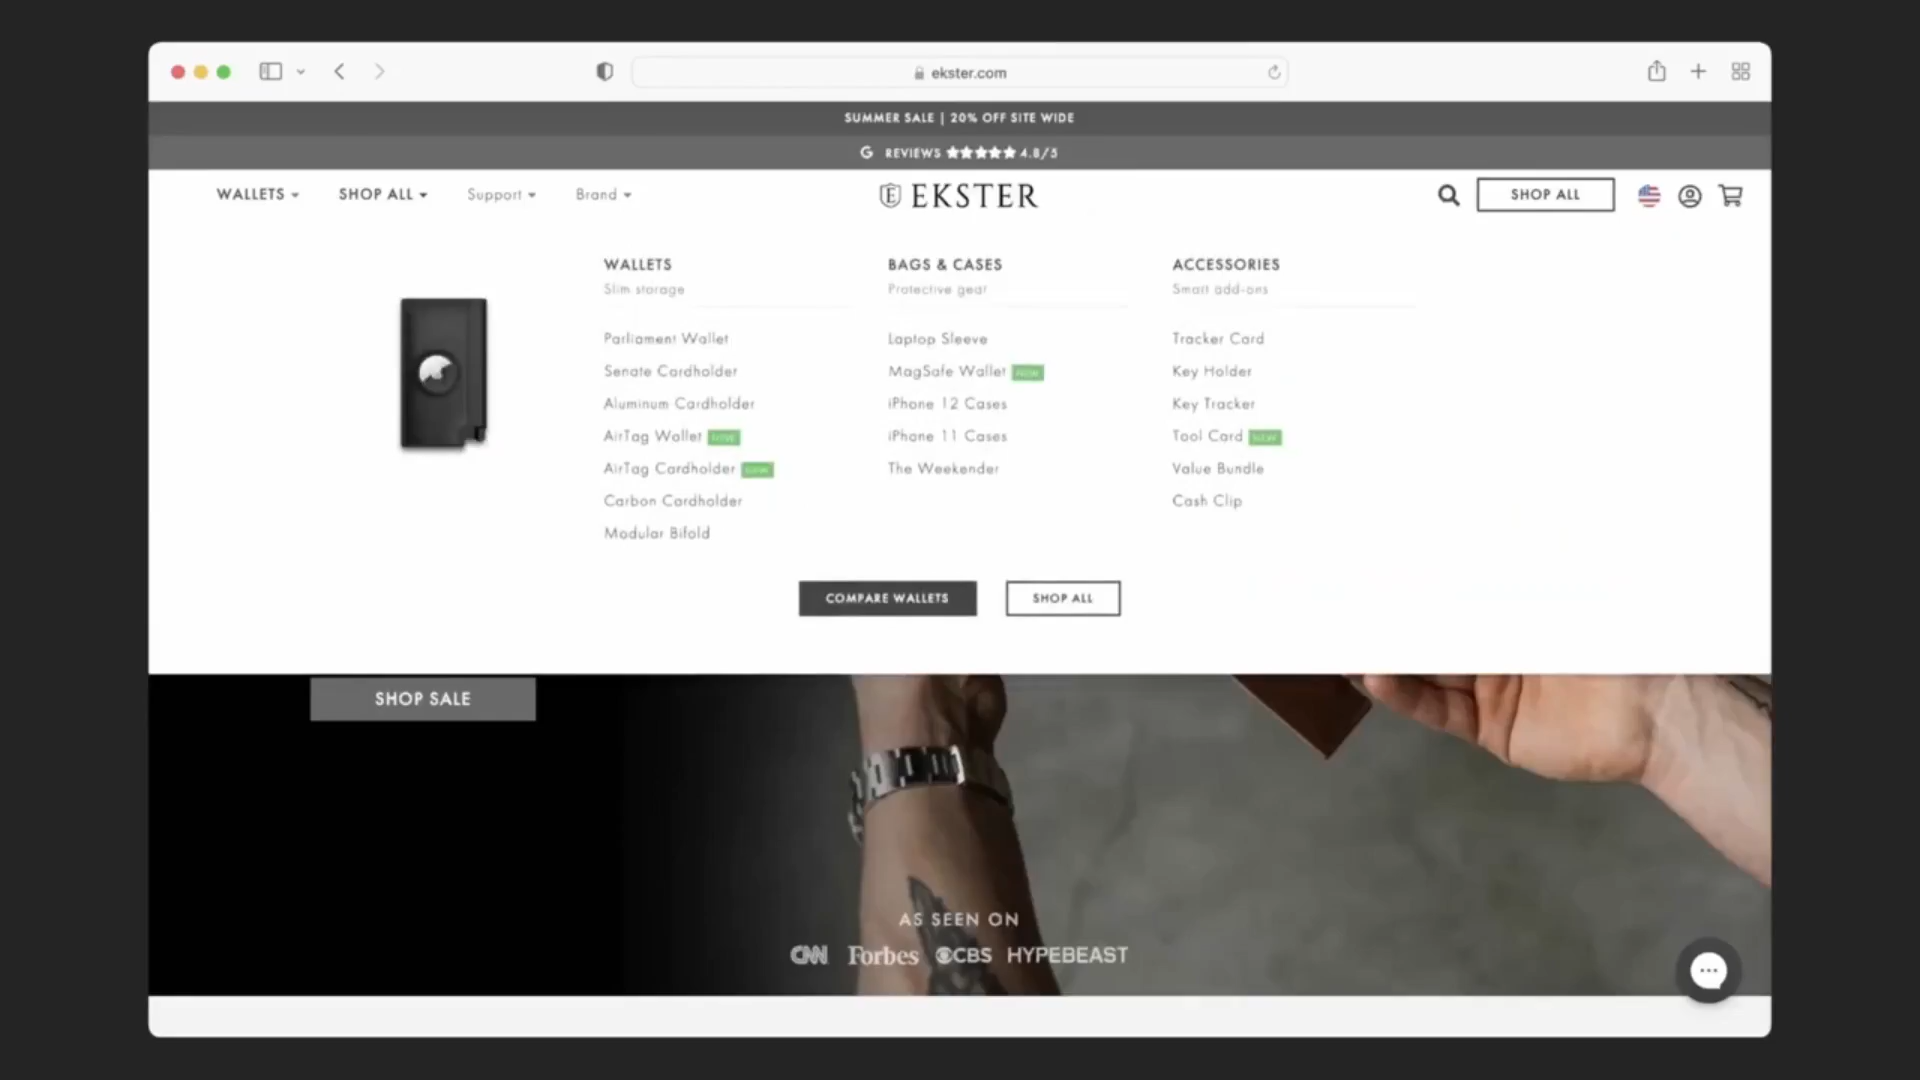 ekster.com
SUMMER SALE | 20% OFF SITE WIDE
G REVIEWS ★★★★★ 4.8/5
WALLETS SHOP ALL Support Brand
E EKSTER
SHOP ALL
WALLETS
Slim storage
Parliament Wallet
Senate Cardholder
Aluminum Cardholder
AirTag Wallet NEW
AirTag Cardholder NEW
Carbon Cardholder
Modular Bifold
BAGS & CASES
Protective gear
Laptop Sleeve
MagSafe Wallet NEW
iPhone 12 Cases
iPhone 11 Cases
The Weekender
ACCESSORIES
Smart add-ons
Tracker Card
Key Holder
Key Tracker
Tool Card NEW
Value Bundle
Cash Clip
COMPARE WALLETS
SHOP ALL
SHOP SALE
AS SEEN ON
CNN Forbes CBS HYPEBEAST